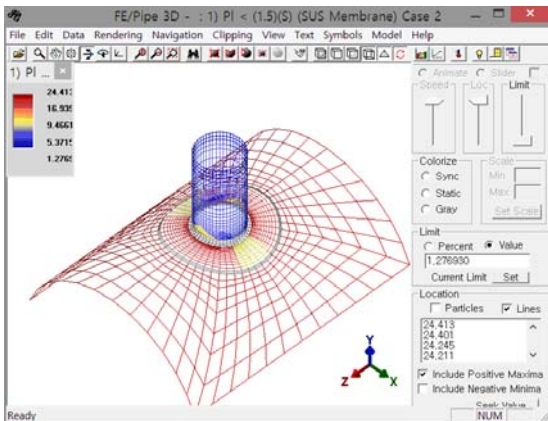 FE/Pipe 3D - : 1) Pl < (1.5)(S) (SUS Membrane) Case 2
File Edit Data Rendering Navigation Clipping View Text Symbols Model Help
1) Pl ...
24.413
16.939
9.4661
5.3715
1.2769
Y
Z X
Animate Slider
Speed Loc Limit
Colorize
Sync
Static
Gray
Scale
Min
Max
Set Scale
Limit
Percent Value
1,276930
Current Limit Set
Location
Particles Lines
24,413
24,401
24,245
24,211
Include Positive Maxima
Include Negative Minima
Seek Value
Ready NUM